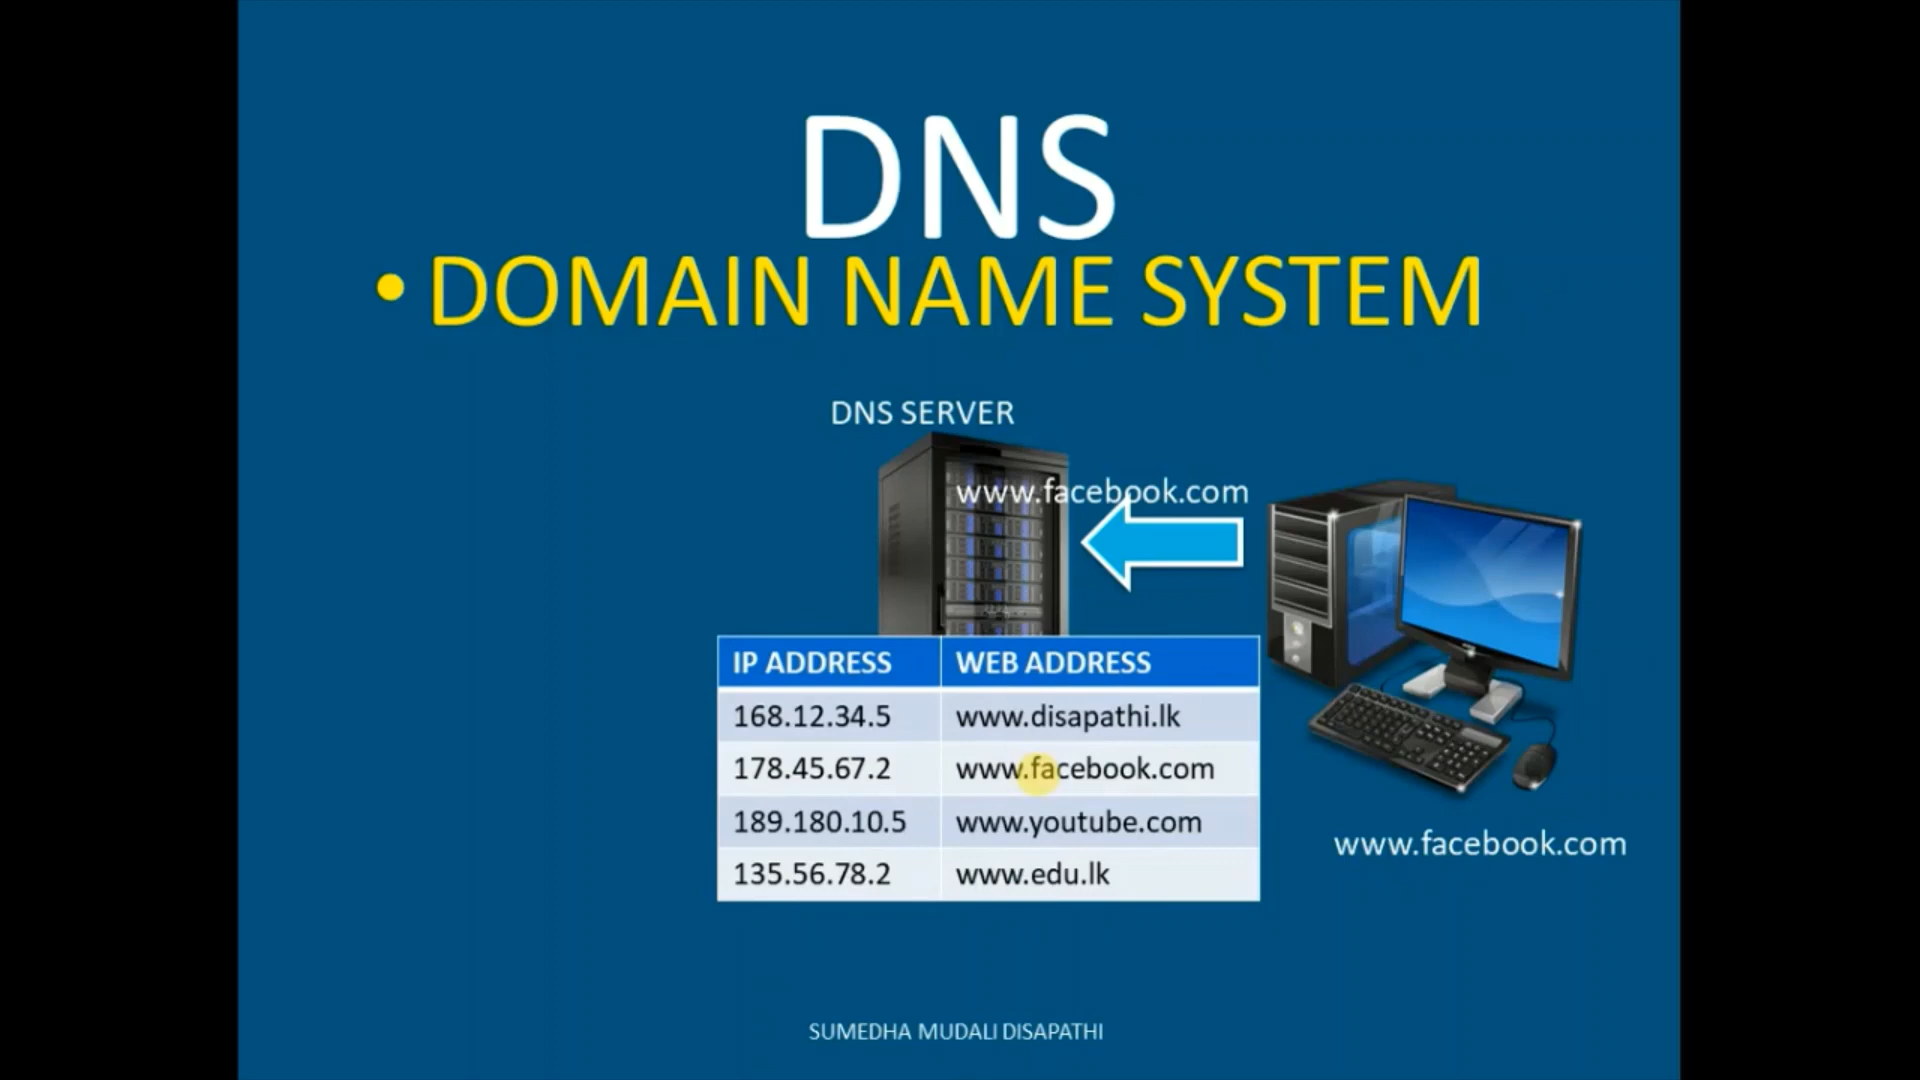 DNS
• DOMAIN NAME SYSTEM
DNS SERVER
www.facebook.com
IP ADDRESS WEB ADDRESS
168.12.34.5 www.disapathi.lk
178.45.67.2 www.facebook.com
189.180.10.5 www.youtube.com
135.56.78.2 www.edu.lk
www.facebook.com
SUMEDHA MUDALI DISAPATHI